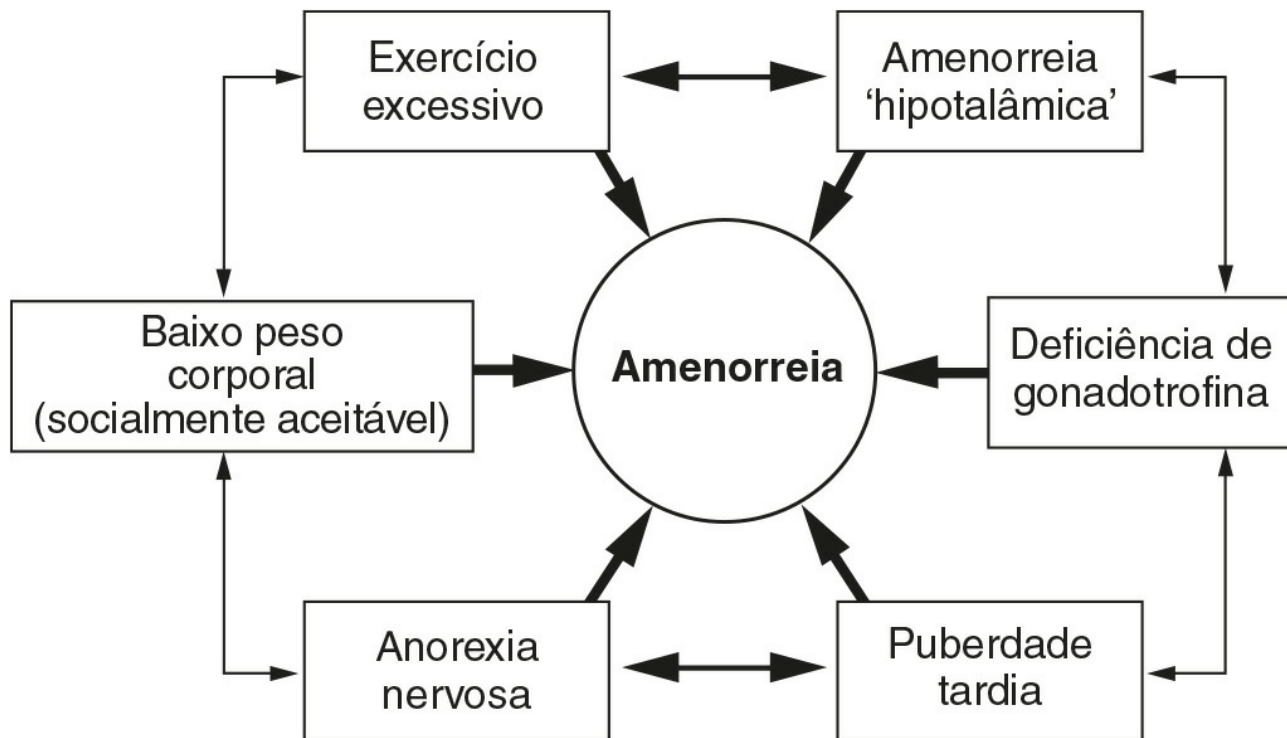 Exercício
excessivo
Amenorreia
‘hipotalâmica’
Baixo peso
corporal
(socialmente aceitável)
Amenorreia
Deficiência de
gonadotrofina
Anorexia
nervosa
Puberdade
tardia